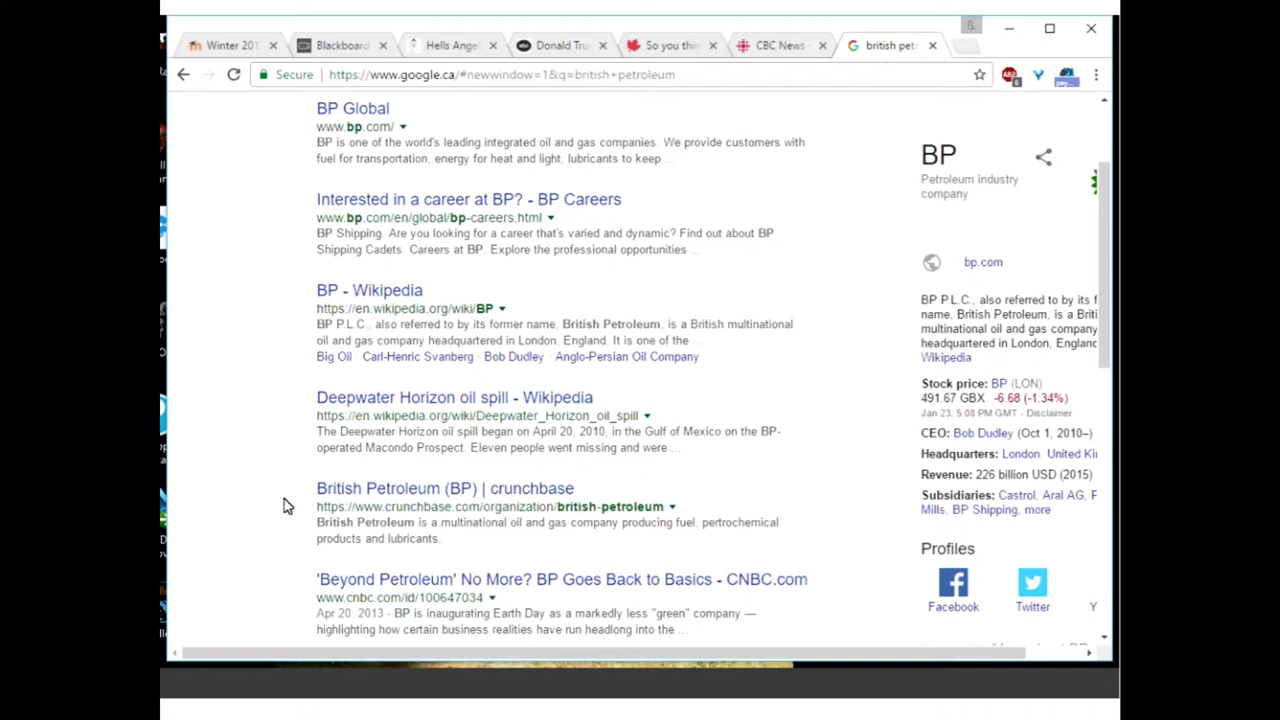 Winter 201
Blackboard
Hells Angel
Donald Tru
So you thin
CBC News -
british pet
Secure
https://www.google.ca/#newwindow=1&q=british+petroleum
BP Global
www.bp.com/
BP is one of the world's leading integrated oil and gas companies. We provide customers with
fuel for transportation, energy for heat and light, lubricants to keep ...
Interested in a career at BP? - BP Careers
www.bp.com/en/global/bp-careers.html
BP Shipping. Are you looking for a career that's varied and dynamic? Find out about BP
Shipping Cadets. Careers at BP. Explore the professional opportunities ...
BP - Wikipedia
https://en.wikipedia.org/wiki/BP
BP P.L.C., also referred to by its former name, British Petroleum, is a British multinational
oil and gas company headquartered in London, England. It is one of the ...
Big Oil · Carl-Henric Svanberg · Bob Dudley · Anglo-Persian Oil Company
Deepwater Horizon oil spill - Wikipedia
https://en.wikipedia.org/wiki/Deepwater_Horizon_oil_spill
The Deepwater Horizon oil spill began on April 20, 2010, in the Gulf of Mexico on the BP-
operated Macondo Prospect. Eleven people went missing and were ...
British Petroleum (BP) | crunchbase
https://www.crunchbase.com/organization/british-petroleum
British Petroleum is a multinational oil and gas company producing fuel, pertrochemical
products and lubricants.
'Beyond Petroleum' No More? BP Goes Back to Basics - CNBC.com
www.cnbc.com/id/100647034
Apr 20, 2013 - BP is inaugurating Earth Day as a markedly less "green" company —
highlighting how certain business realities have run headlong into the ...
BP
Petroleum industry
company
bp.com
BP P.L.C., also referred to by its f
name, British Petroleum, is a Briti
multinational oil and gas company
headquartered in London, England
Wikipedia
Stock price: BP (LON)
491.67 GBX -6.68 (-1.34%)
Jan 23, 5:08 PM GMT - Disclaimer
CEO: Bob Dudley (Oct 1, 2010–)
Headquarters: London, United Ki
Revenue: 226 billion USD (2015)
Subsidiaries: Castrol, Aral AG, F
Mills, BP Shipping, more
Profiles
Facebook
Twitter
Y